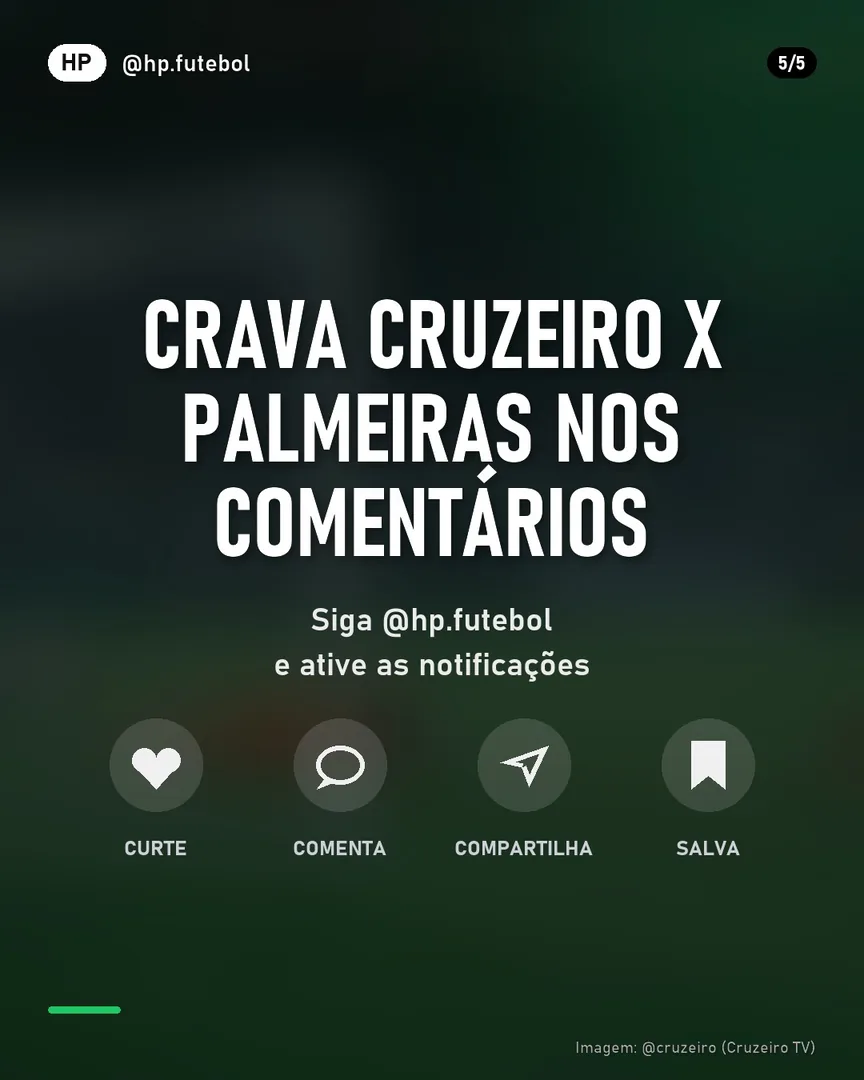 HP @hp.futebol 5/5
CRAVA CRUZEIRO X
PALMEIRAS NOS
COMENTÁRIOS
Siga @hp.futebol
e ative as notificações
CURTE COMENTA COMPARTILHA SALVA
Imagem: @cruzeiro (Cruzeiro TV)